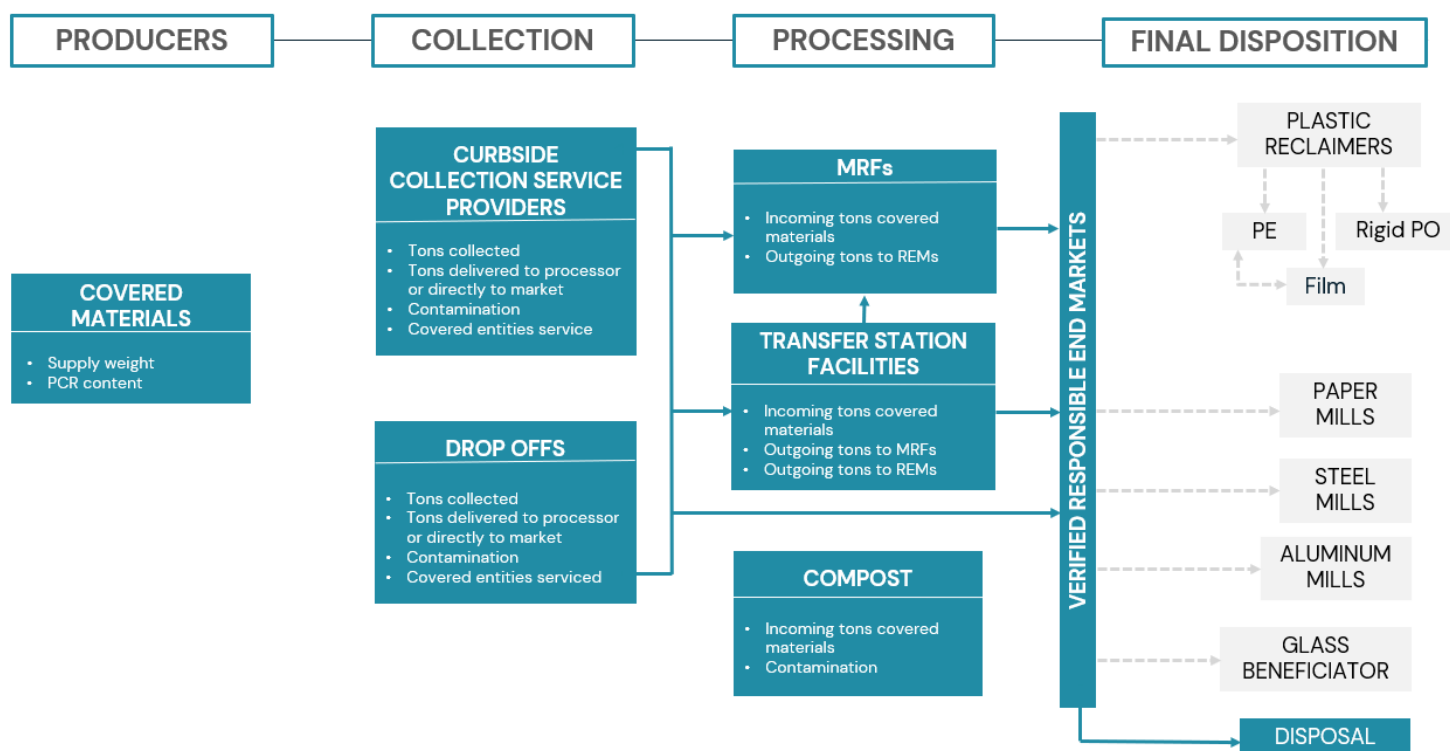 PRODUCERS
COLLECTION
PROCESSING
FINAL DISPOSITION
COVERED
MATERIALS
• Supply weight
• PCR content
CURBSIDE
COLLECTION SERVICE
PROVIDERS
• Tons collected
• Tons delivered to processor
or directly to market
• Contamination
• Covered entities service
DROP OFFS
• Tons collected
• Tons delivered to processor
or directly to market
• Contamination
• Covered entities serviced
MRFs
• Incoming tons covered
materials
• Outgoing tons to REMs
TRANSFER STATION
FACILITIES
• Incoming tons covered
materials
• Outgoing tons to MRFs
• Outgoing tons to REMs
COMPOST
• Incoming tons covered
materials
• Contamination
VERIFIED RESPONSIBLE END MARKETS
PLASTIC
RECLAIMERS
PE
Rigid PO
Film
PAPER
MILLS
STEEL
MILLS
ALUMINUM
MILLS
GLASS
BENEFICIATOR
DISPOSAL